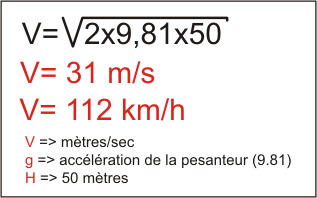 V=√2x9,81x50
V= 31 m/s
V= 112 km/h
V => mètres/sec
g => accélération de la pesanteur (9.81)
H => 50 mètres